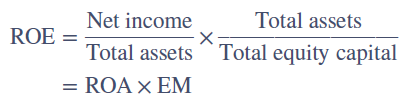 ROE = Net income / Total assets × Total assets / Total equity capital
= ROA × EM